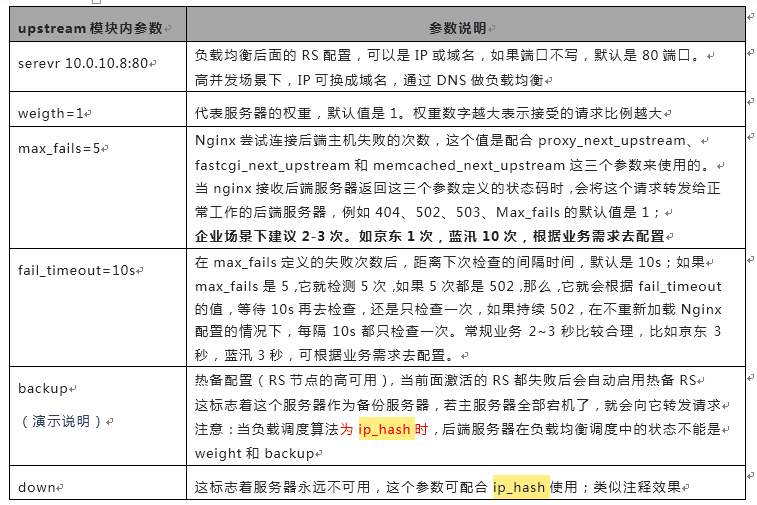 upstream 模块内参数
参数说明
serevr 10.0.10.8:80
负载均衡后面的 RS 配置，可以是 IP 或域名，如果端口不写，默认是 80 端口。
高并发场景下，IP 可换成域名，通过 DNS 做负载均衡
weigth=1
代表服务器的权重，默认值是 1。权重数字越大表示接受的请求比例越大
max_fails=5
Nginx 尝试连接后端主机失败的次数，这个值是配合 proxy_next_upstream、
fastcgi_next_upstream 和 memcached_next_upstream 这三个参数来使用的。
当 nginx 接收后端服务器返回这三个参数定义的状态码时，会将这个请求转发给正
常工作的后端服务器，例如 404、502、503、Max_fails 的默认值是 1；
企业场景下建议 2-3 次。如京东 1 次，蓝汛 10 次，根据业务需求去配置
fail_timeout=10s
在 max_fails 定义的失败次数后，距离下次检查的间隔时间，默认是 10s；如果
max_fails 是 5，它就检测 5 次，如果 5 次都是 502，那么，它就会根据 fail_timeout
的值，等待 10s 再去检查，还是只检查一次，如果持续 502，在不重新加载 Nginx
配置的情况下，每隔 10s 都只检查一次。常规业务 2~3 秒比较合理，比如京东 3
秒，蓝汛 3 秒，可根据业务需求去配置。
backup
（演示说明）
热备配置（RS 节点的高可用），当前面激活的 RS 都失败后会自动启用热备 RS
这标志着这个服务器作为备份服务器，若主服务器全部宕机了，就会向它转发请求
注意：当负载调度算法为 ip_hash 时，后端服务器在负载均衡调度中的状态不能是
weight 和 backup
down
这标志着服务器永远不可用，这个参数可配合 ip_hash 使用；类似注释效果